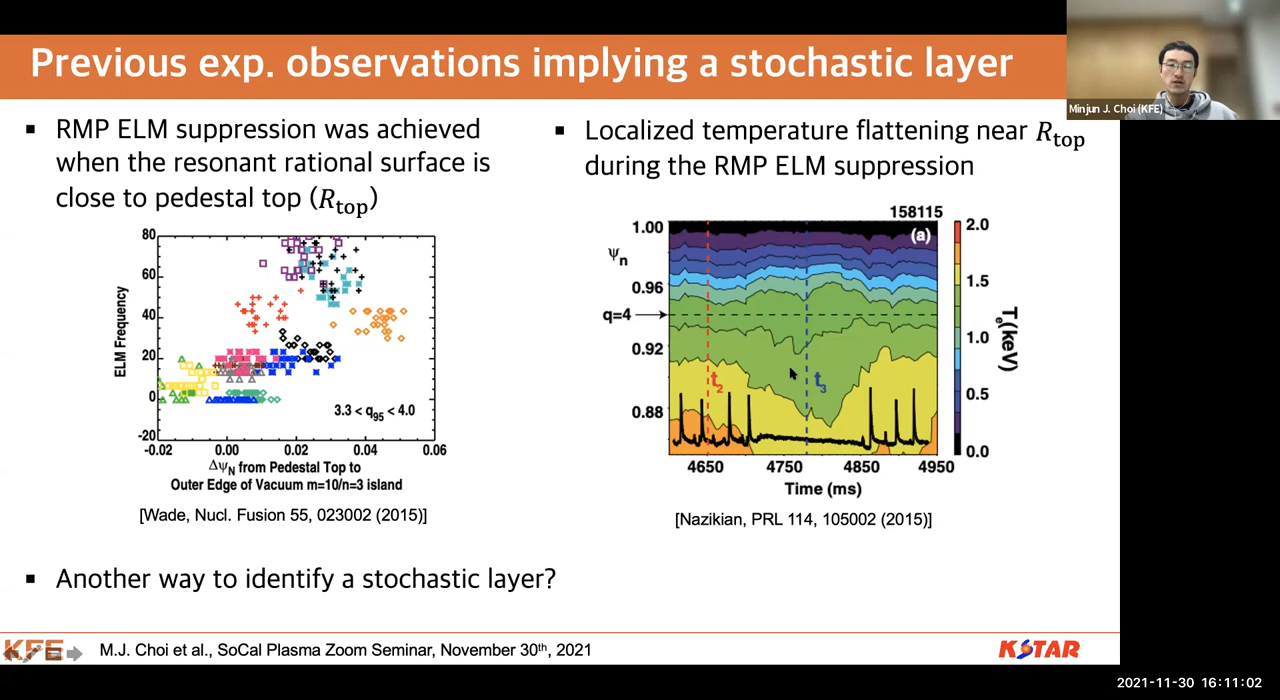 Previous exp. observations implying a stochastic layer
Minjun J. Choi (KFE)
▪ RMP ELM suppression was achieved
when the resonant rational surface is
close to pedestal top (R_top)
80
60
40
20
0
-20
ELM Frequency
3.3 < q95 < 4.0
-0.02 0.00 0.02 0.04 0.06
ΔψN from Pedestal Top to
Outer Edge of Vacuum m=10/n=3 island
[Wade, Nucl. Fusion 55, 023002 (2015)]
▪ Localized temperature flattening near R_top
during the RMP ELM suppression
158115
(a)
1.00
ψn
0.96
q=4
0.92
0.88
t2
t3
4650 4750 4850 4950
Time (ms)
2.0
1.5
1.0
0.5
0.0
Te(keV)
[Nazikian, PRL 114, 105002 (2015)]
▪ Another way to identify a stochastic layer?
KFE
M.J. Choi et al., SoCal Plasma Zoom Seminar, November 30th, 2021
KSTAR
2021-11-30 16:11:02